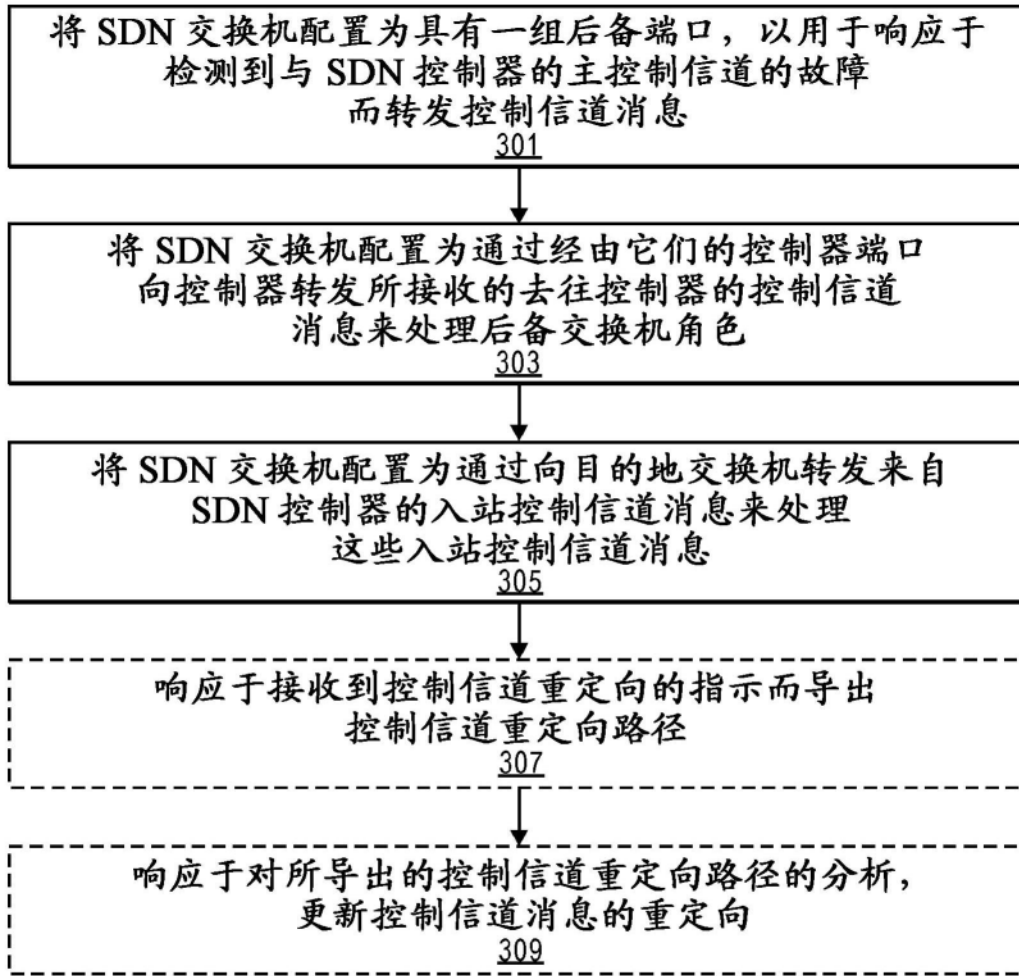 将 SDN 交换机配置为具有一组后备端口，以用于响应于
检测到与 SDN 控制器的主控制信道的故障
而转发控制信道消息
301
将 SDN 交换机配置为通过经由它们的控制器端口
向控制器转发所接收的去往控制器的控制信道
消息来处理后备交换机角色
303
将 SDN 交换机配置为通过向目的地交换机转发来自
SDN 控制器的入站控制信道消息来处理
这些入站控制信道消息
305
响应于接收到控制信道重定向的指示而导出
控制信道重定向路径
307
响应于对所导出的控制信道重定向路径的分析，
更新控制信道消息的重定向
309